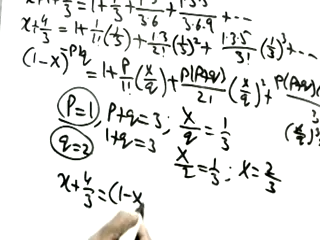 x+4/3 = 1 + 1/3 + 1·3/3·6 + 1·3·5/3·6·9 + ...
x+4/3 = 1 + 1/1! (1/3) + 1·3/2! (1/3)² + 1·3·5/3! (1/3)³ + ...
(1-x)^-P/q = 1 + P/1! (x/q) + P(P+q)/2! (x/q)² + P(P+
(x/q)³
P=1, P+q=3; x/q = 1/3
q=2 1+q=3
x/2 = 1/3; x = 2/3
x+4/3 = (1-x